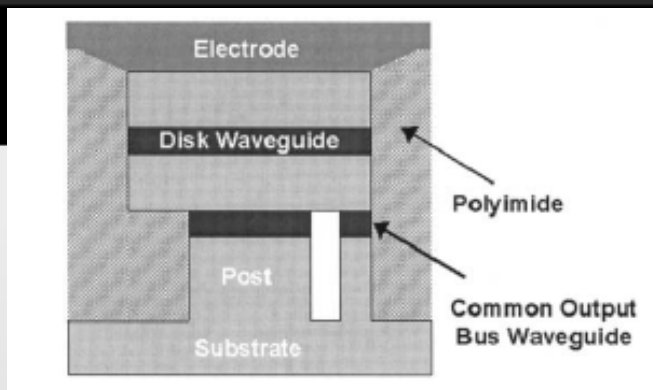 Electrode
Disk Waveguide
Polyimide
Post
Common Output
Bus Waveguide
Substrate